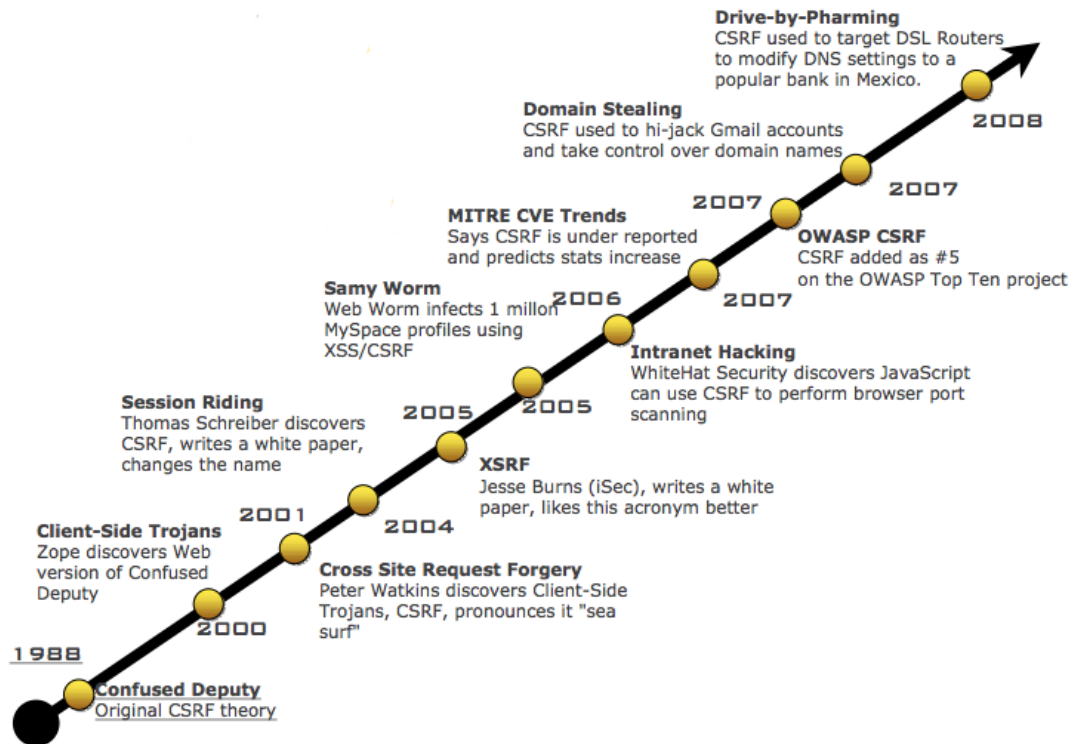 Drive-by-Pharming
CSRF used to target DSL Routers
to modify DNS settings to a
popular bank in Mexico.
2008
Domain Stealing
CSRF used to hi-jack Gmail accounts
and take control over domain names
2007
2007
OWASP CSRF
CSRF added as #5
on the OWASP Top Ten project
MITRE CVE Trends
Says CSRF is under reported
and predicts stats increase
2007
Samy Worm
Web Worm infects 1 millon
MySpace profiles using
XSS/CSRF
2005
2006
Intranet Hacking
WhiteHat Security discovers JavaScript
can use CSRF to perform browser port
scanning
Session Riding
Thomas Schreiber discovers
CSRF, writes a white paper,
changes the name
2004
2005
XSRF
Jesse Burns (iSec), writes a white
paper, likes this acronym better
Client-Side Trojans
Zope discovers Web
version of Confused
Deputy
2000
2001
Cross Site Request Forgery
Peter Watkins discovers Client-Side
Trojans, CSRF, pronounces it "sea
surf"
1988
Confused Deputy
Original CSRF theory